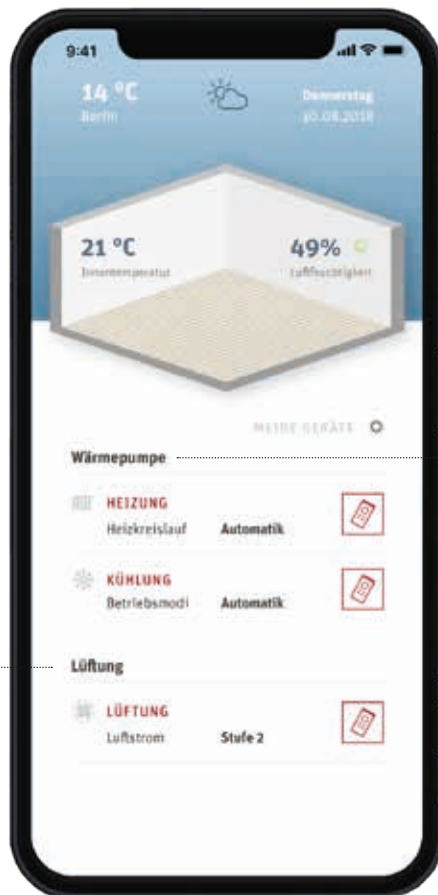 9:41
14 °C
Berlin
Donnerstag
30.08.2018
21 °C
Innentemperatur
49%
Luftfeuchtigkeit
MEINE GERÄTE
Wärmepumpe
HEIZUNG
Heizkreislauf Automatik
KÜHLUNG
Betriebsmodi Automatik
Lüftung
LÜFTUNG
Luftstrom Stufe 2